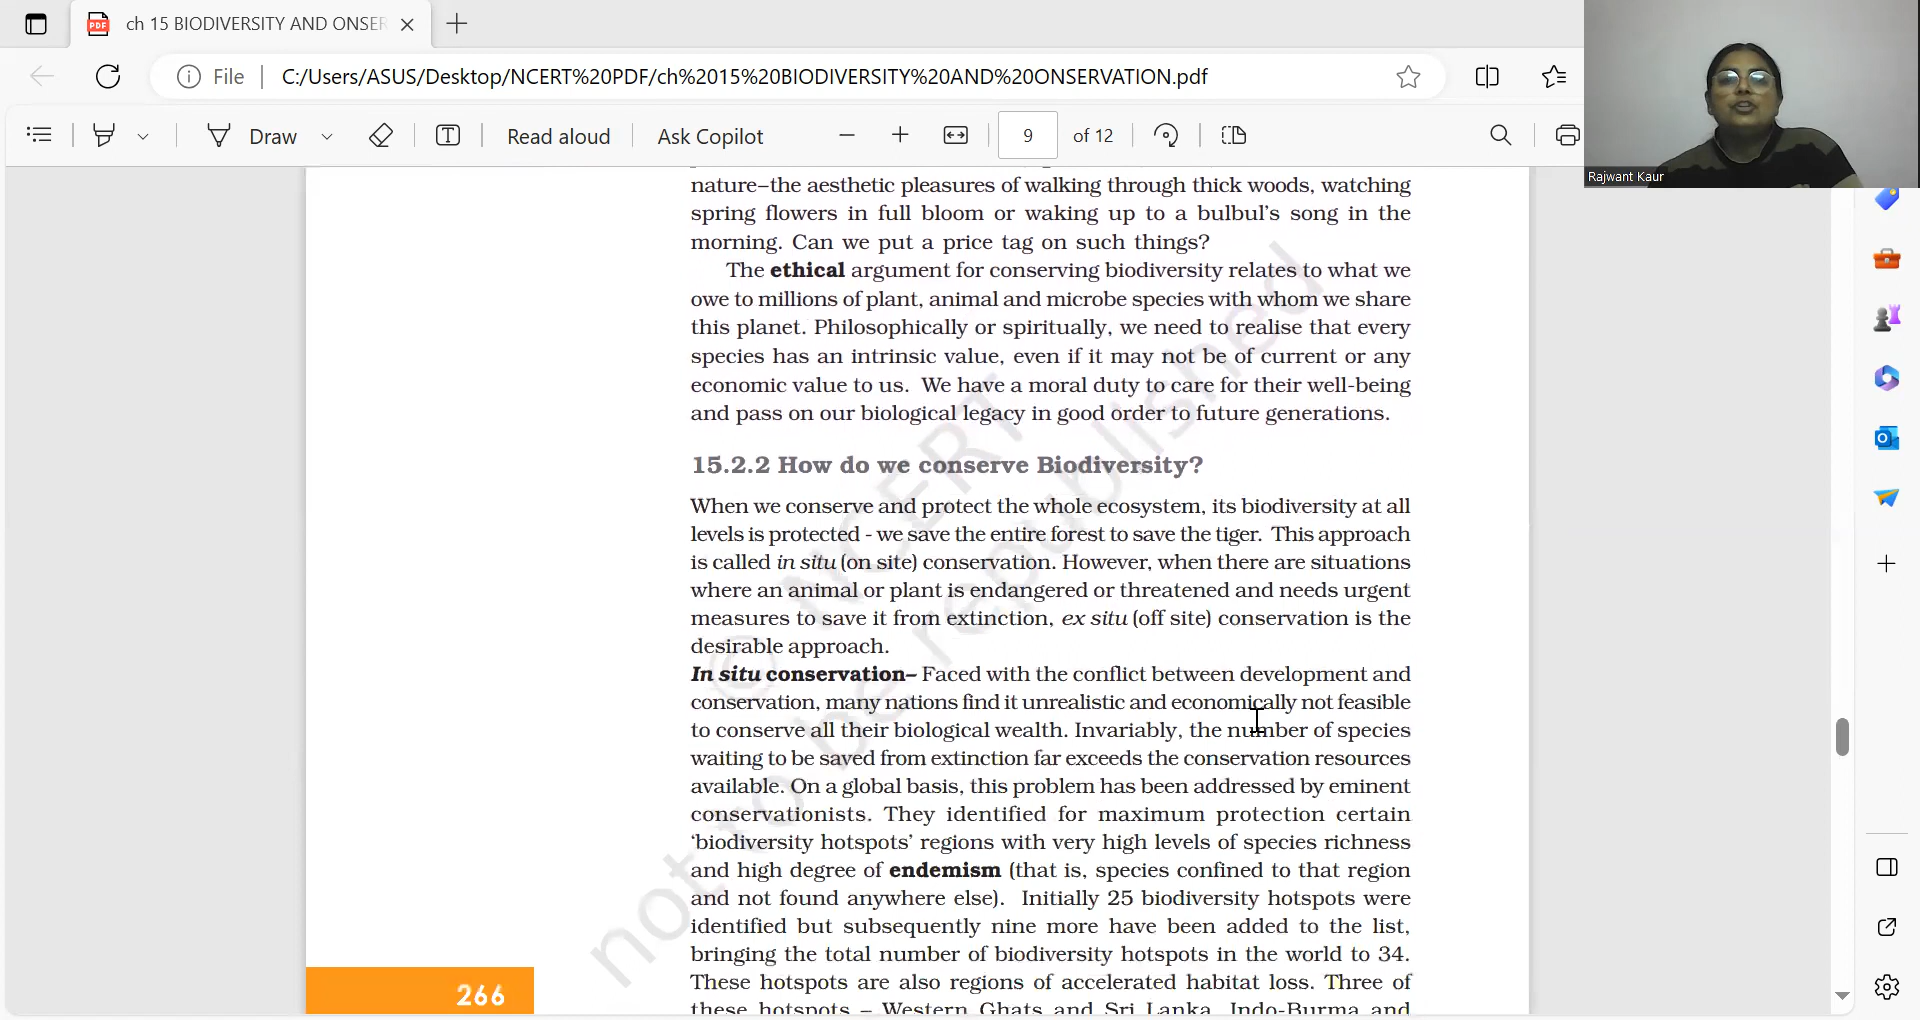 ch 15 BIODIVERSITY AND ONSER
File
C:/Users/ASUS/Desktop/NCERT%20PDF/ch%2015%20BIODIVERSITY%20AND%20ONSERVATION.pdf
Draw
Read aloud
Ask Copilot
9
of 12
Rajwant Kaur
nature–the aesthetic pleasures of walking through thick woods, watching
spring flowers in full bloom or waking up to a bulbul's song in the
morning. Can we put a price tag on such things?
The ethical argument for conserving biodiversity relates to what we
owe to millions of plant, animal and microbe species with whom we share
this planet. Philosophically or spiritually, we need to realise that every
species has an intrinsic value, even if it may not be of current or any
economic value to us. We have a moral duty to care for their well-being
and pass on our biological legacy in good order to future generations.
15.2.2 How do we conserve Biodiversity?
When we conserve and protect the whole ecosystem, its biodiversity at all
levels is protected - we save the entire forest to save the tiger. This approach
is called in situ (on site) conservation. However, when there are situations
where an animal or plant is endangered or threatened and needs urgent
measures to save it from extinction, ex situ (off site) conservation is the
desirable approach.
In situ conservation– Faced with the conflict between development and
conservation, many nations find it unrealistic and economically not feasible
to conserve all their biological wealth. Invariably, the number of species
waiting to be saved from extinction far exceeds the conservation resources
available. On a global basis, this problem has been addressed by eminent
conservationists. They identified for maximum protection certain
'biodiversity hotspots' regions with very high levels of species richness
and high degree of endemism (that is, species confined to that region
and not found anywhere else). Initially 25 biodiversity hotspots were
identified but subsequently nine more have been added to the list,
bringing the total number of biodiversity hotspots in the world to 34.
These hotspots are also regions of accelerated habitat loss. Three of
these hotspots – Western Ghats and Sri Lanka, Indo-Burma and
266
© NCERT
not to be republished